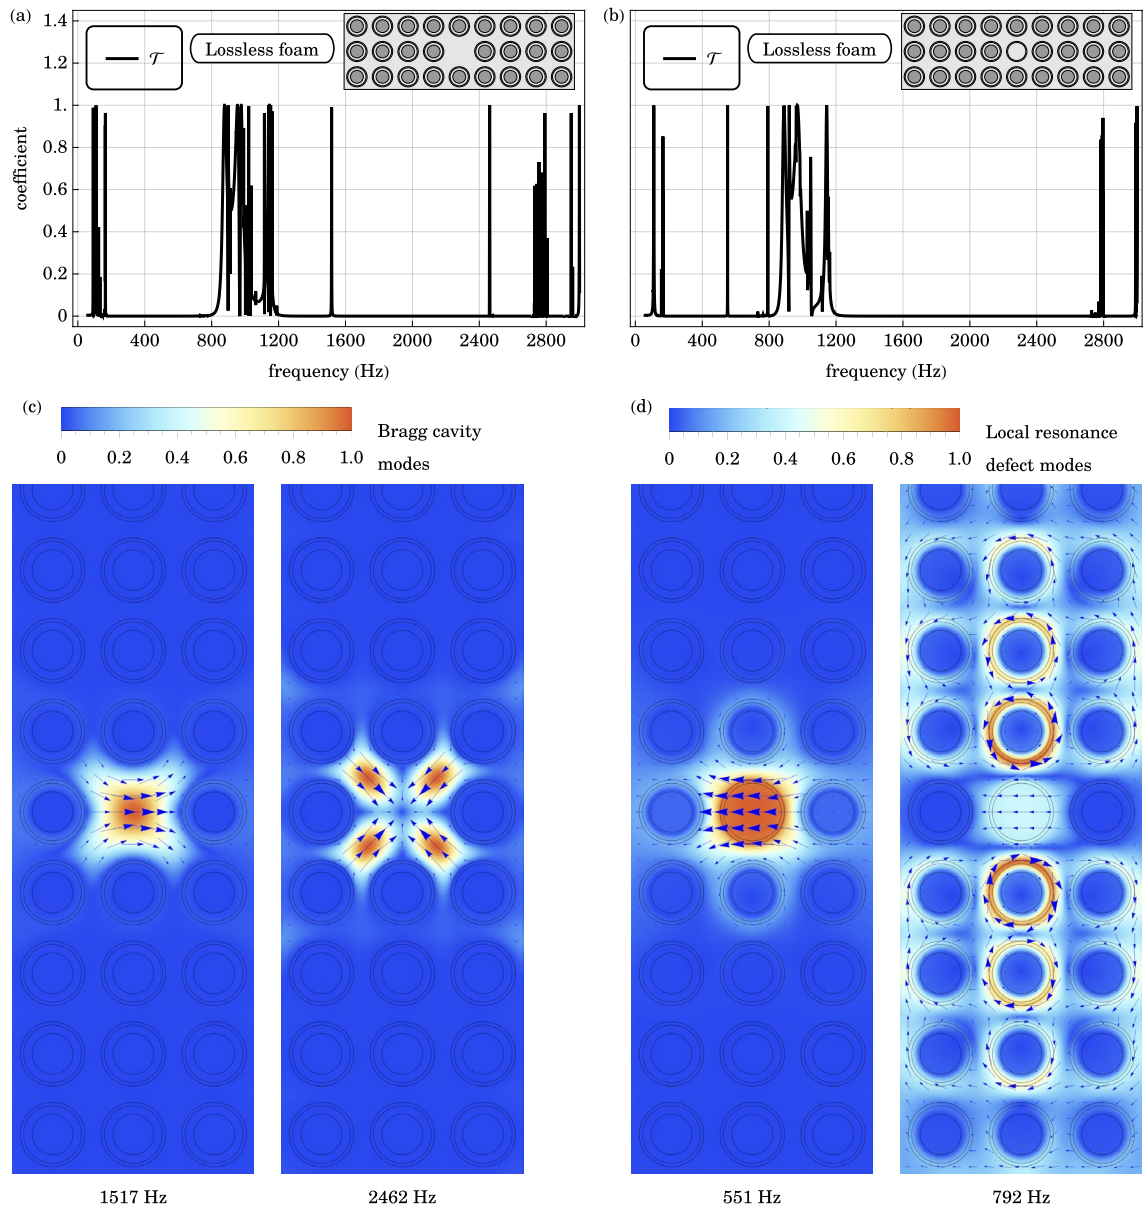 (a)
1.4
1.2
1.
0.8
0.6
0.4
0.2
0
coefficient
𝒯
Lossless foam
0 400 800 1200 1600 2000 2400 2800
frequency (Hz)
(b)
𝒯
Lossless foam
0 400 800 1200 1600 2000 2400 2800
frequency (Hz)
(c)
0 0.2 0.4 0.6 0.8 1.0
Bragg cavity
modes
(d)
0 0.2 0.4 0.6 0.8 1.0
Local resonance
defect modes
1517 Hz
2462 Hz
551 Hz
792 Hz